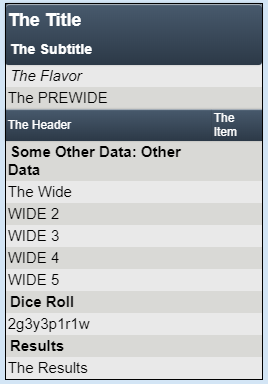 The Title
The Subtitle
The Flavor
The PREWIDE
The Header The
Item
Some Other Data: Other
Data
The Wide
WIDE 2
WIDE 3
WIDE 4
WIDE 5
Dice Roll
2g3y3p1r1w
Results
The Results